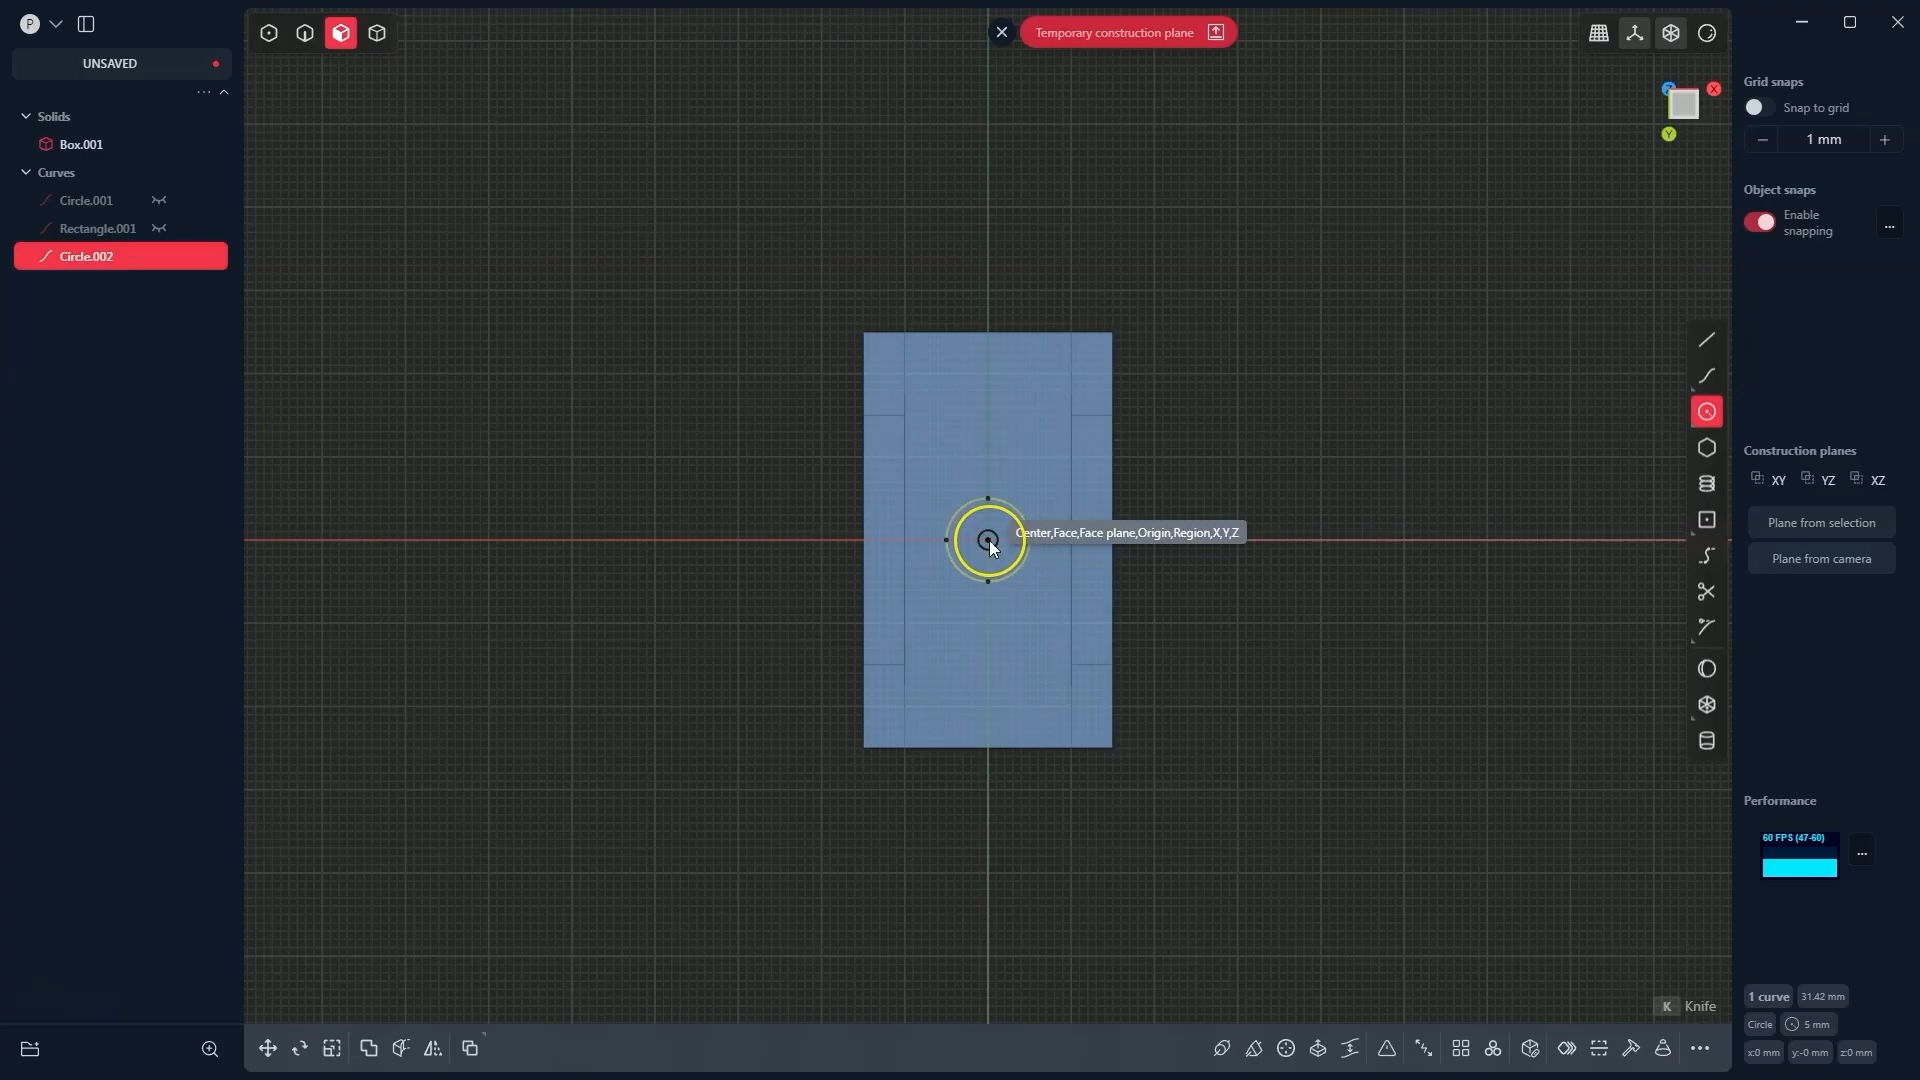 P
UNSAVED
Solids
Box.001
Curves
Circle.001
Rectangle.001
Circle.002
Temporary construction plane
Z
X
Y
Grid snaps
Snap to grid
1 mm
Object snaps
Enable
snapping
Center,Face,Face plane,Origin,Region,X,Y,Z
Construction planes
XY
YZ
XZ
Plane from selection
Plane from camera
Performance
60 FPS (47-60)
K Knife
1 curve
31.42 mm
Circle
5 mm
x:0 mm
y:-0 mm
z:0 mm